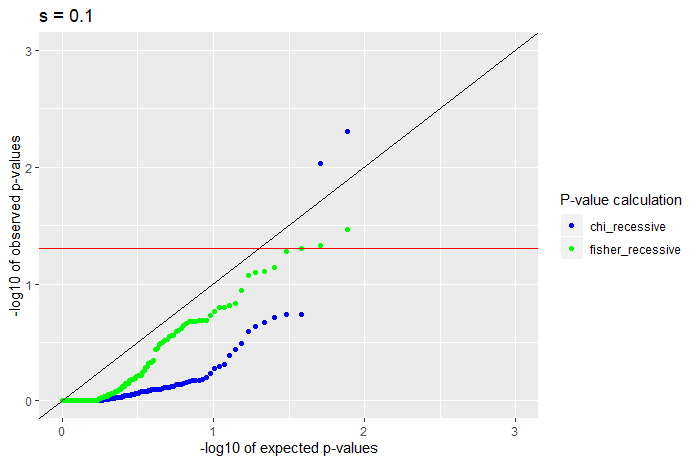 s = 0.1
3
2
1
0
-log10 of observed p-values
0
1
2
3
-log10 of expected p-values
P-value calculation
chi_recessive
fisher_recessive